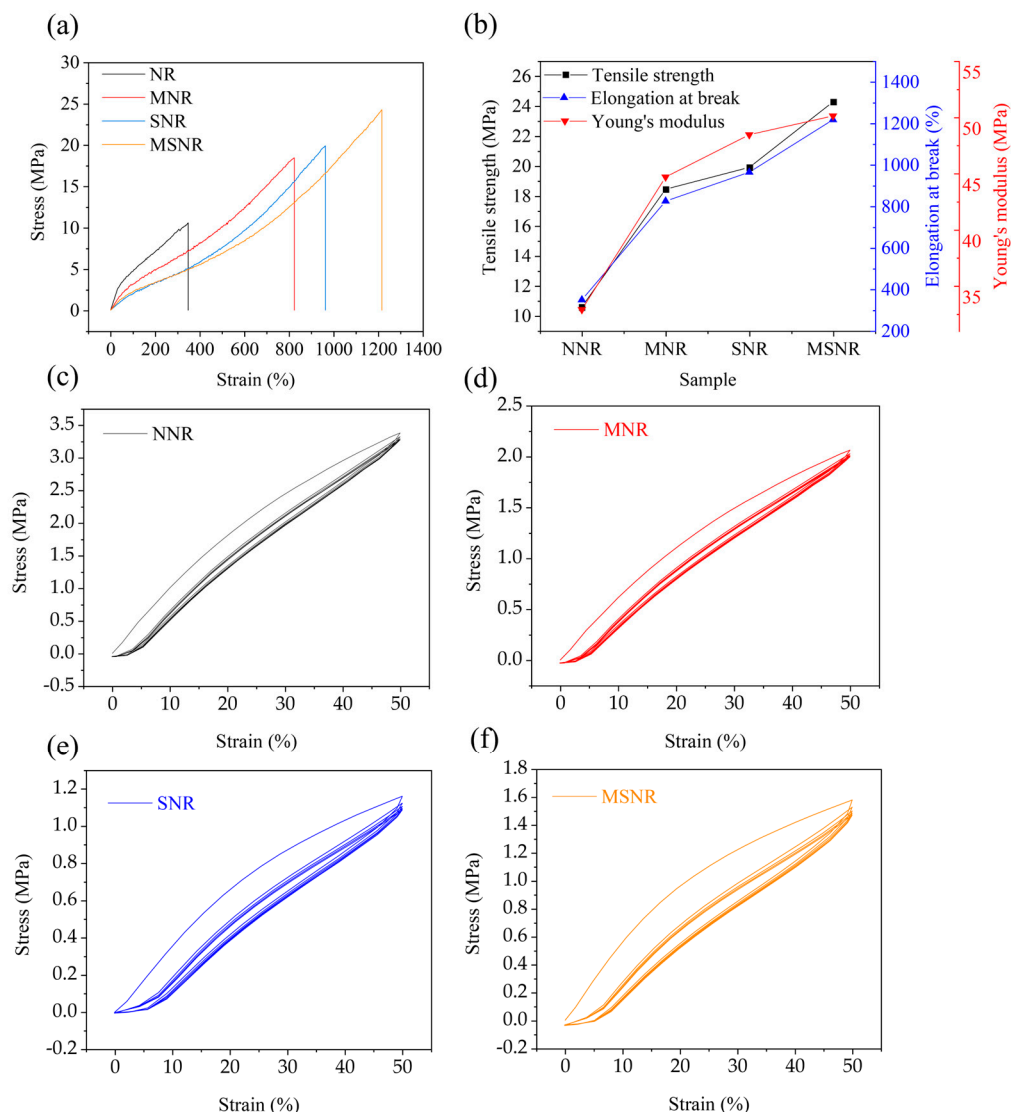 (a)
30
25
20
15
10
5
0
Stress (MPa)
NR
MNR
SNR
MSNR
0 200 400 600 800 1000 1200 1400
Strain (%)
(b)
26
24
22
20
18
16
14
12
10
Tensile strength (MPa)
Tensile strength
Elongation at break
Young's modulus
NNR MNR SNR MSNR
Sample
1400
1200
1000
800
600
400
200
Elongation at break (%)
55
50
45
40
35
Young's modulus (MPa)
(c)
3.5
3.0
2.5
2.0
1.5
1.0
0.5
0.0
-0.5
Stress (MPa)
NNR
0 10 20 30 40 50
Strain (%)
(d)
2.5
2.0
1.5
1.0
0.5
0.0
Stress (MPa)
MNR
0 10 20 30 40 50
Strain (%)
(e)
1.2
1.0
0.8
0.6
0.4
0.2
0.0
-0.2
Stress (MPa)
SNR
0 10 20 30 40 50
Strain (%)
(f)
1.8
1.6
1.4
1.2
1.0
0.8
0.6
0.4
0.2
0.0
-0.2
Stress (MPa)
MSNR
0 10 20 30 40 50
Strain (%)